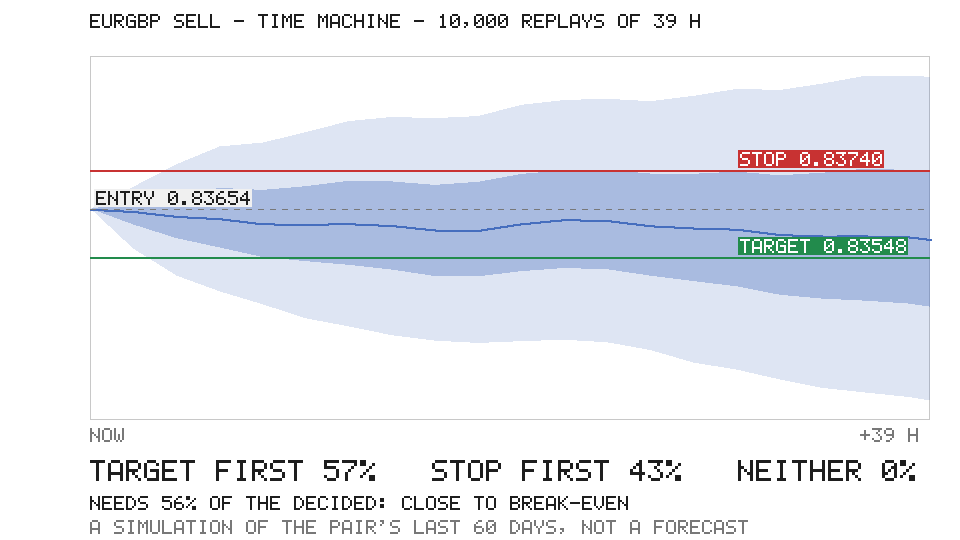 EURGBP SELL - TIME MACHINE - 10,000 REPLAYS OF 39 H
STOP 0.83740
ENTRY 0.83654
TARGET 0.83548
NOW +39 H
TARGET FIRST 57% STOP FIRST 43% NEITHER 0%
NEEDS 56% OF THE DECIDED: CLOSE TO BREAK-EVEN
A SIMULATION OF THE PAIR'S LAST 60 DAYS, NOT A FORECAST